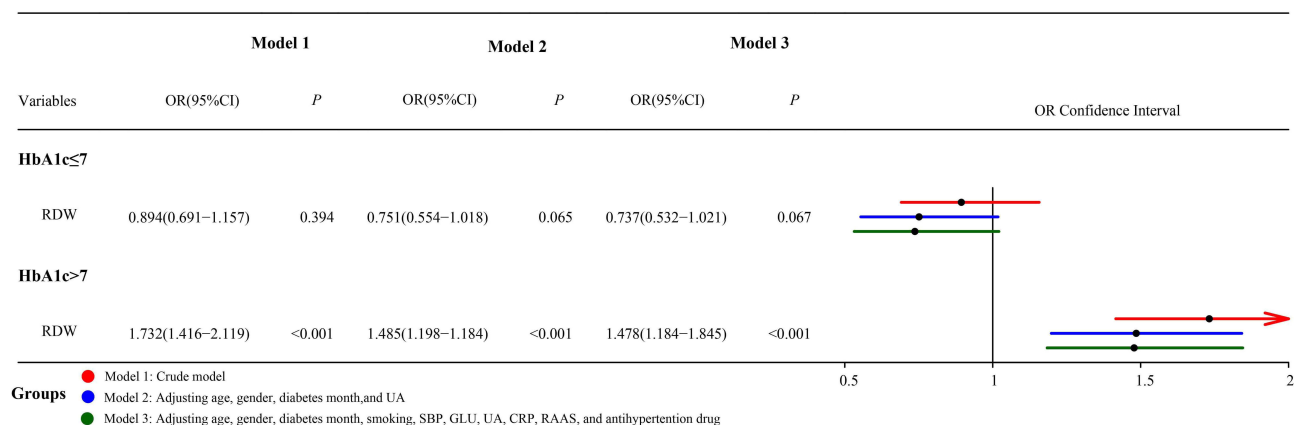 Model 1 Model 2 Model 3
Variables OR(95%CI) P OR(95%CI) P OR(95%CI) P OR Confidence Interval
HbA1c≤7
RDW 0.894(0.691−1.157) 0.394 0.751(0.554−1.018) 0.065 0.737(0.532−1.021) 0.067
HbA1c>7
RDW 1.732(1.416−2.119) <0.001 1.485(1.198−1.184) <0.001 1.478(1.184−1.845) <0.001
0.5 1 1.5 2
Groups
Model 1: Crude model
Model 2: Adjusting age, gender, diabetes month,and UA
Model 3: Adjusting age, gender, diabetes month, smoking, SBP, GLU, UA, CRP, RAAS, and antihypertention drug